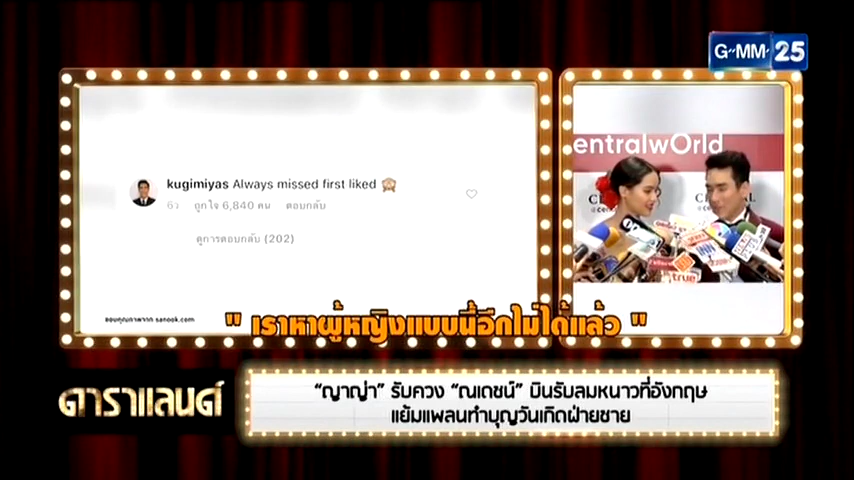 G"MM' 25
kugimiyas Always missed first liked 🙈
6ว ถูกใจ 6,840 คน ตอบกลับ
ดูการตอบกลับ (202)
ขอบคุณภาพจาก sanook.com
entralwOrld
true
" เราหาผู้หญิงแบบนี้อีกไม่ได้แล้ว "
ดาราแลนด์
“ญาญ่า” รับควง “ณเดชน์” บินรับลมหนาวที่อังกฤษ
แย้มแพลนทำบุญวันเกิดฝ่ายชาย